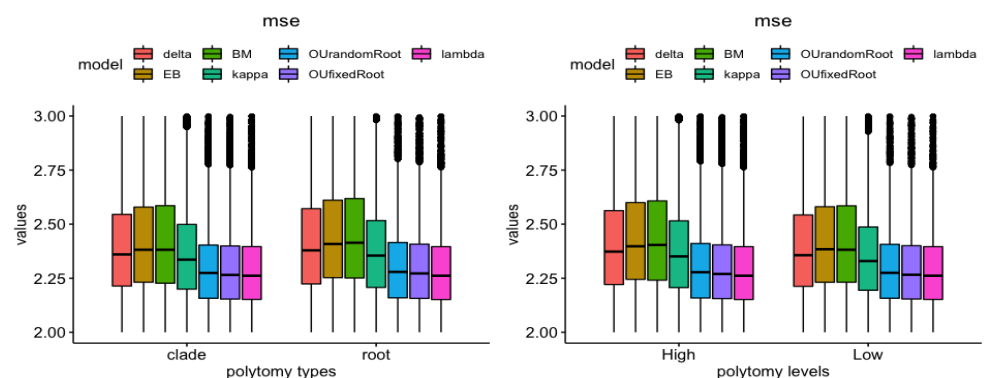 mse
model delta BM OUrandomRoot lambda
EB kappa OUfixedRoot
values
3.00
2.75
2.50
2.25
2.00
clade root
polytomy types
mse
model delta BM OUrandomRoot lambda
EB kappa OUfixedRoot
values
3.00
2.75
2.50
2.25
2.00
High Low
polytomy levels